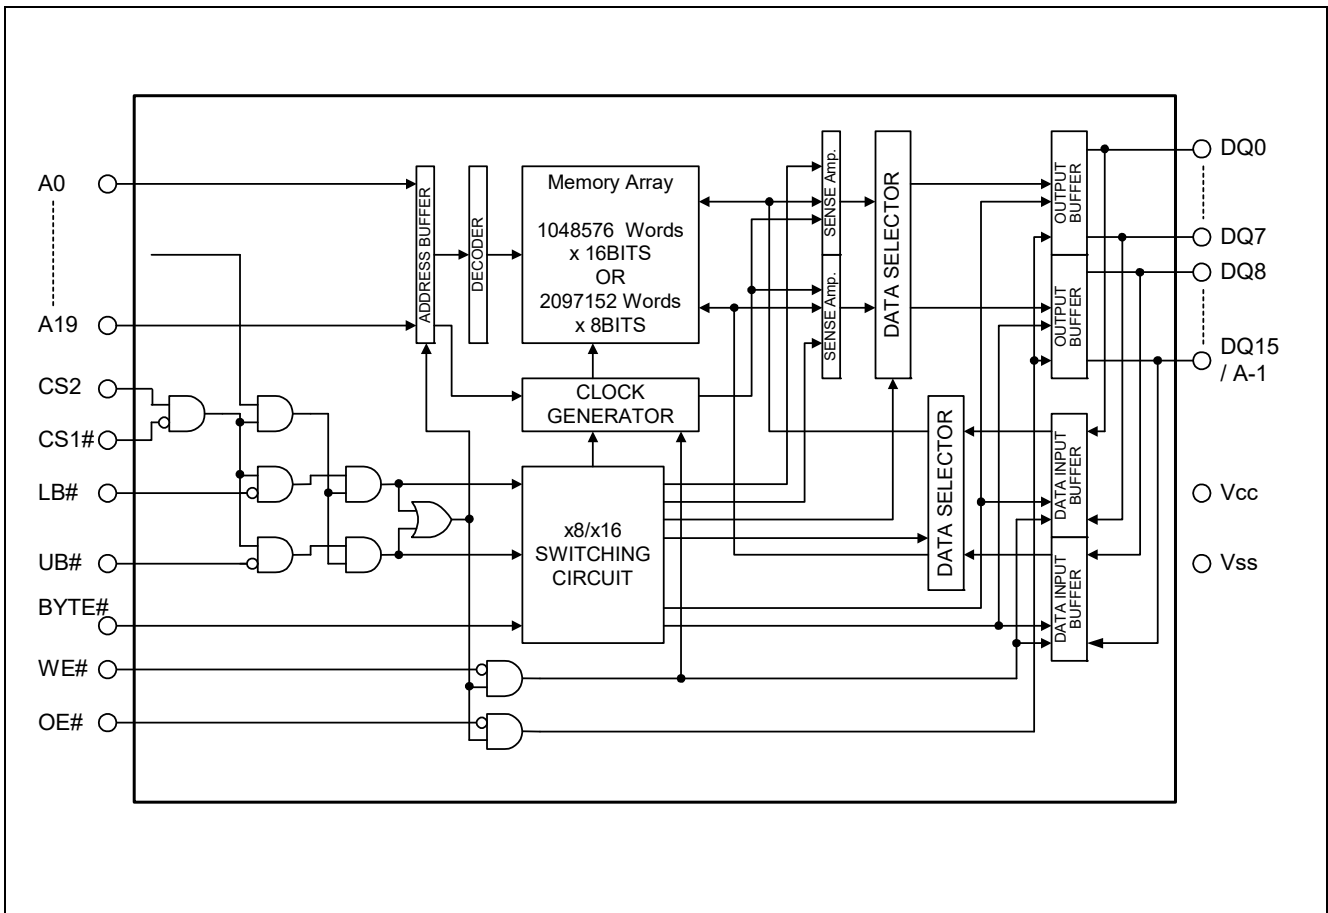 A0
A19
CS2
CS1#
LB#
UB#
BYTE#
WE#
OE#
ADDRESS BUFFER
DECODER
Memory Array
1048576 Words
x 16BITS
OR
2097152 Words
x 8BITS
CLOCK
GENERATOR
x8/x16
SWITCHING
CIRCUIT
SENSE Amp.
SENSE Amp.
DATA SELECTOR
DATA SELECTOR
OUTPUT
BUFFER
OUTPUT
BUFFER
DATA INPUT
BUFFER
DATA INPUT
BUFFER
DQ0
DQ7
DQ8
DQ15
/ A-1
Vcc
Vss